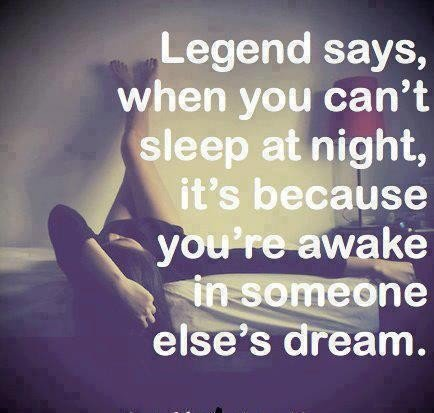 Legend says,
when you can't
sleep at night,
it's because
you're awake
in someone
else's dream.